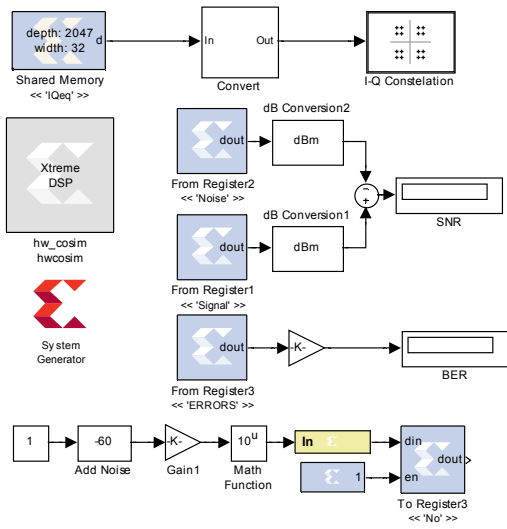 depth: 2047
width: 32
d
Shared Memory
<< 'IQeq' >>
In
Out
Convert
I-Q Constelation
Xtreme
DSP
hw_cosim
hwcosim
System
Generator
dout
From Register2
<< 'Noise' >>
dB Conversion2
dBm
dout
From Register1
<< 'Signal' >>
dB Conversion1
dBm
-
+
SNR
dout
From Register3
<< 'ERRORS' >>
-K-
BER
1
-60
Add Noise
-K-
Gain1
10^u
Math
Function
In
1
din
en
dout
To Register3
<< 'No' >>